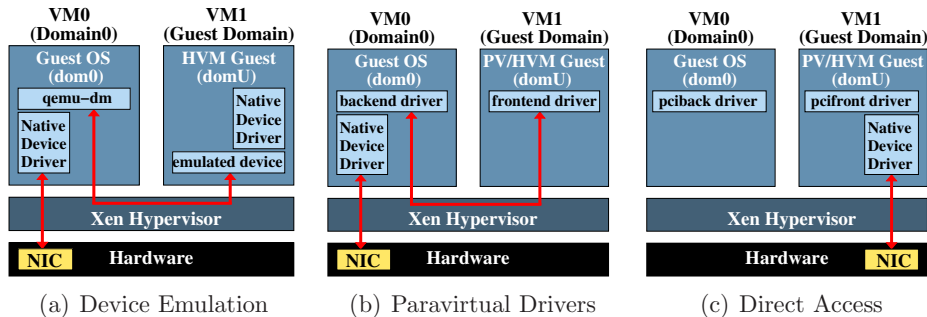 VM0
(Domain0)
Guest OS
(dom0)
qemu−dm
Native
Device
Driver
VM1
(Guest Domain)
HVM Guest
(domU)
Native
Device
Driver
emulated device
Xen Hypervisor
NIC
Hardware
(a) Device Emulation
VM0
(Domain0)
Guest OS
(dom0)
backend driver
Native
Device
Driver
VM1
(Guest Domain)
PV/HVM Guest
(domU)
frontend driver
Xen Hypervisor
NIC
Hardware
(b) Paravirtual Drivers
VM0
(Domain0)
Guest OS
(dom0)
pciback driver
VM1
(Guest Domain)
PV/HVM Guest
(domU)
pcifront driver
Native
Device
Driver
Xen Hypervisor
Hardware
NIC
(c) Direct Access